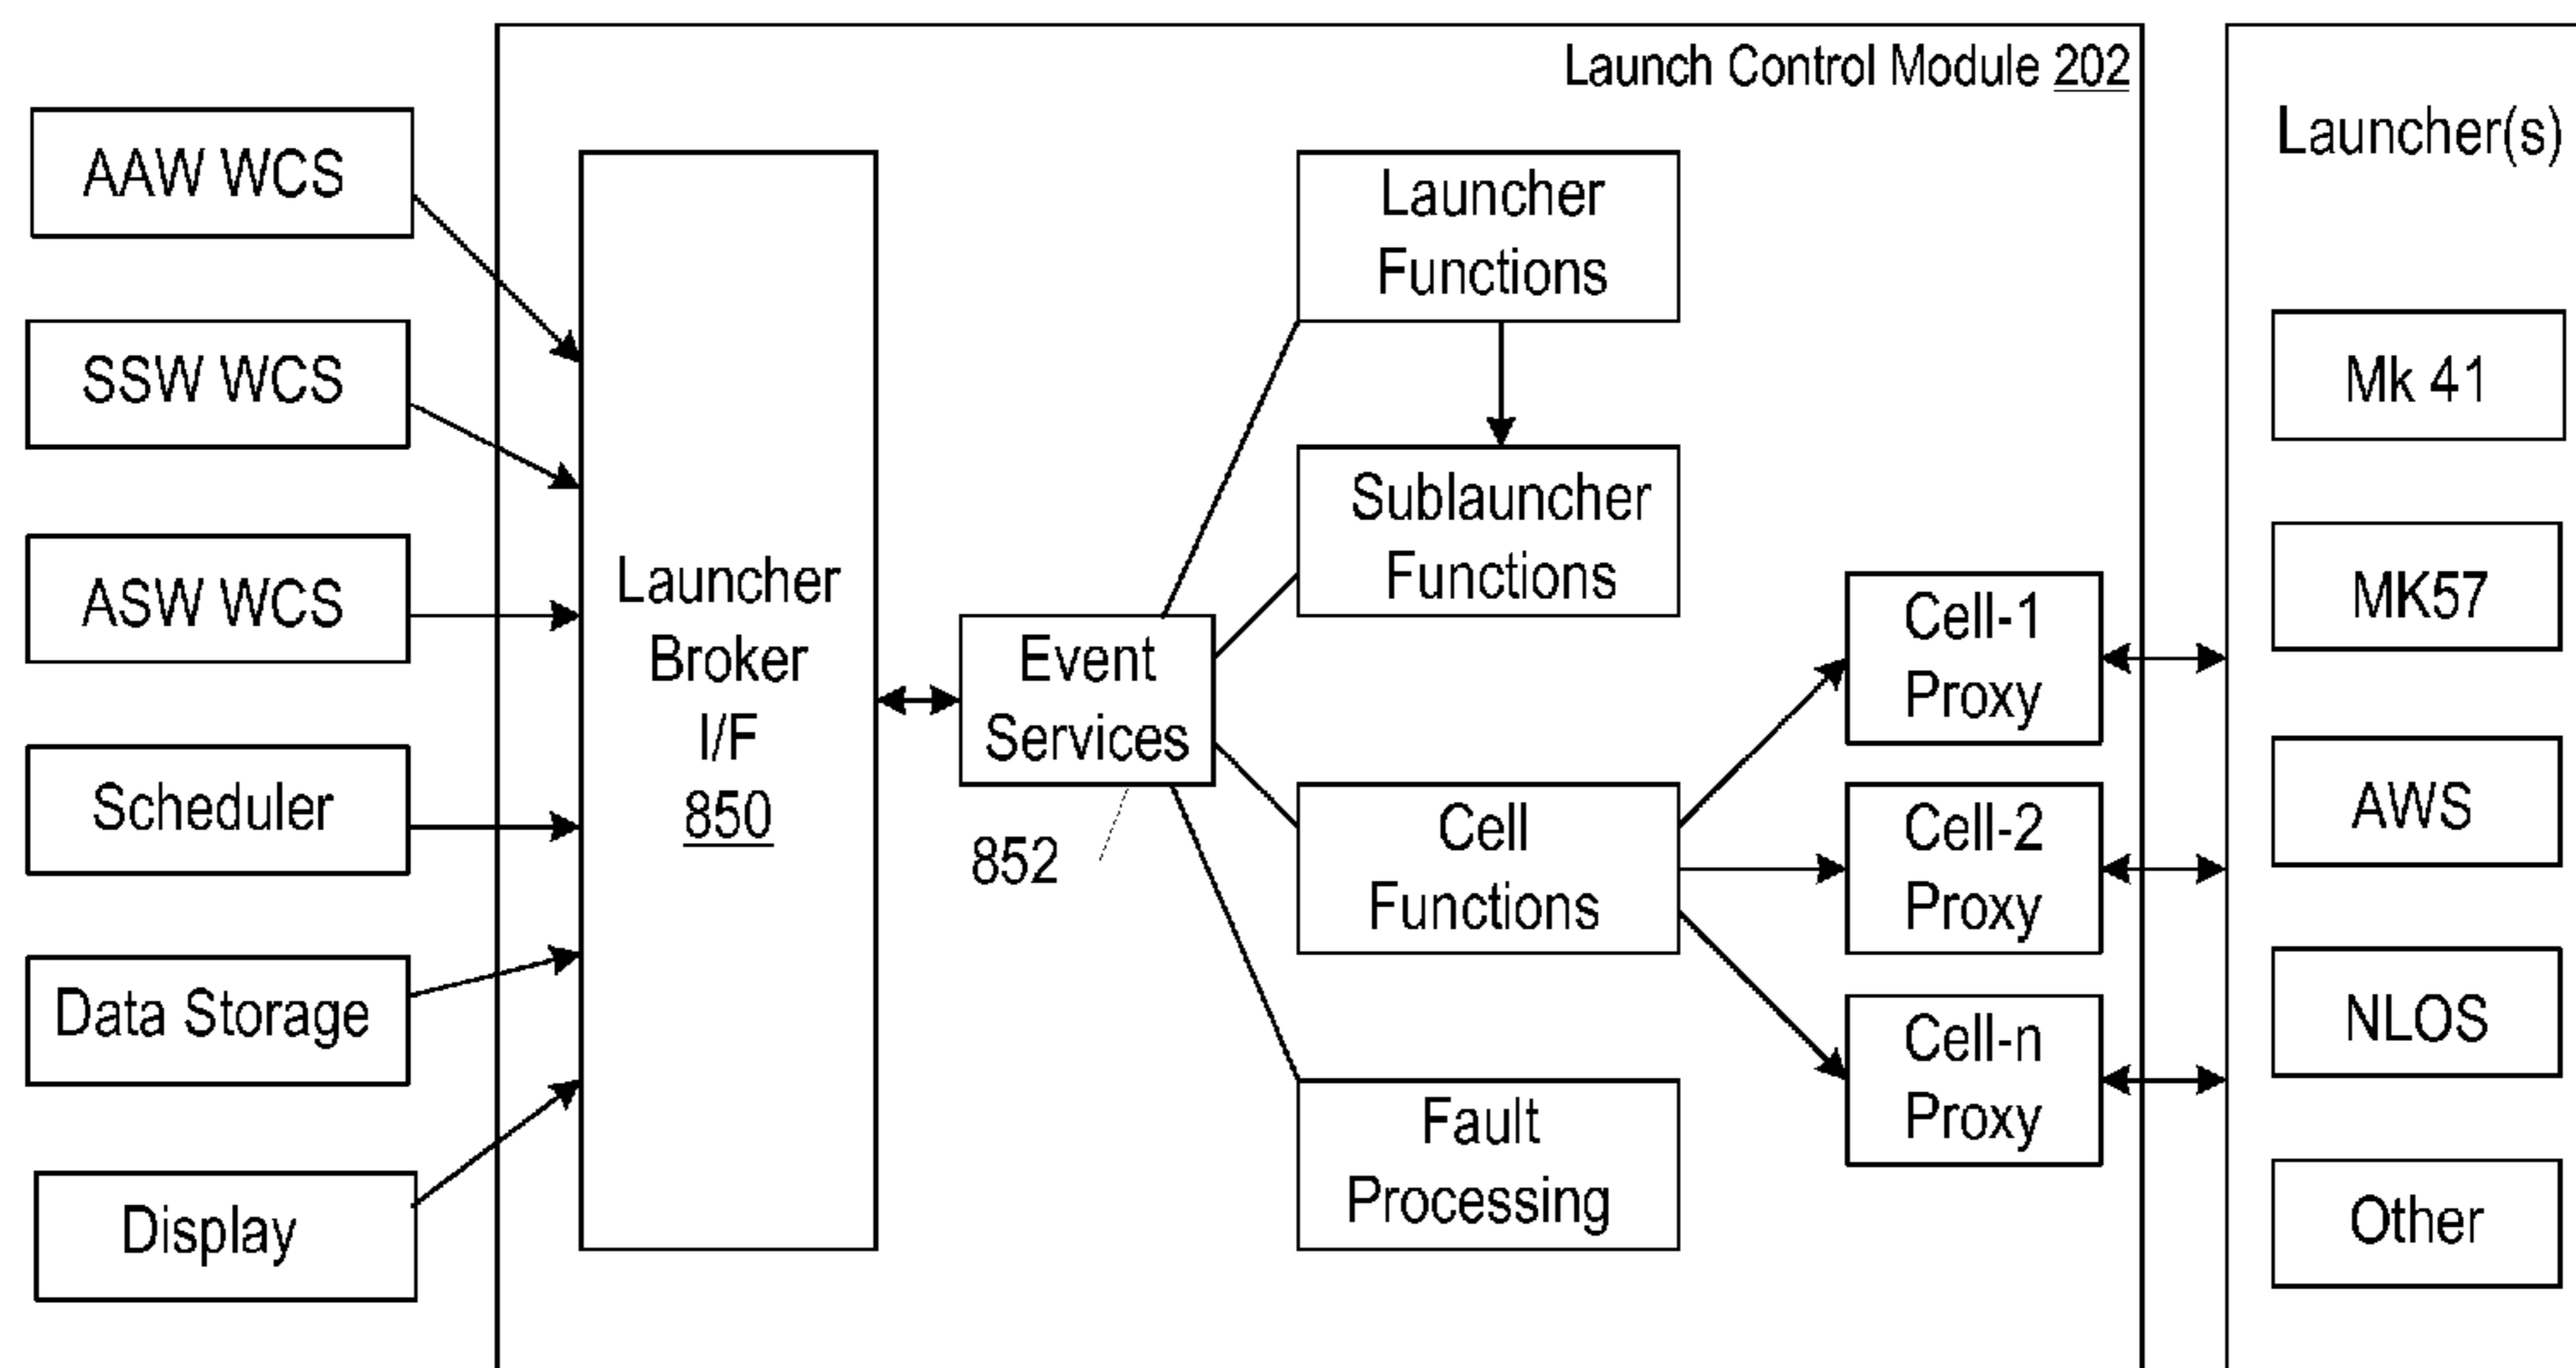 Launch Control Module 202
AAW WCS
SSW WCS
ASW WCS
Scheduler
Data Storage
Display
Launcher
Broker
I/F
850
Event
Services
852
Launcher
Functions
Sublauncher
Functions
Cell
Functions
Fault
Processing
Cell-1
Proxy
Cell-2
Proxy
Cell-n
Proxy
Launcher(s)
Mk 41
MK57
AWS
NLOS
Other